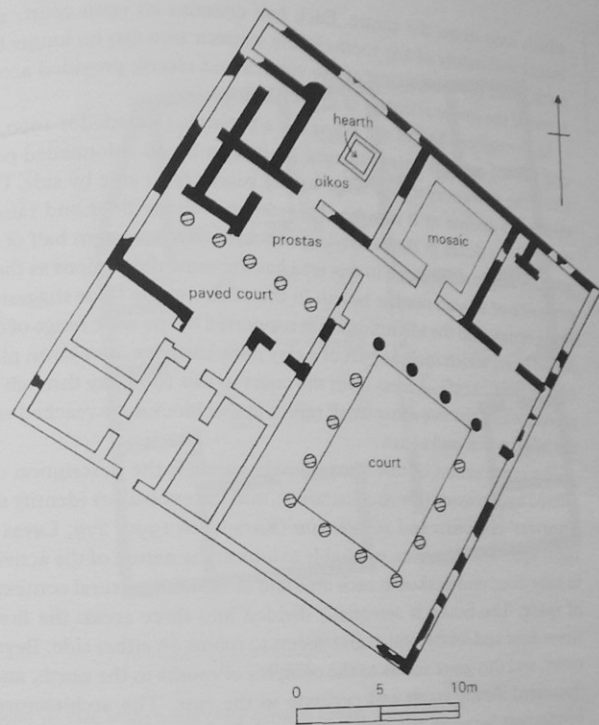 hearth
oikos
prostas
mosaic
paved court
court
0 5 10m